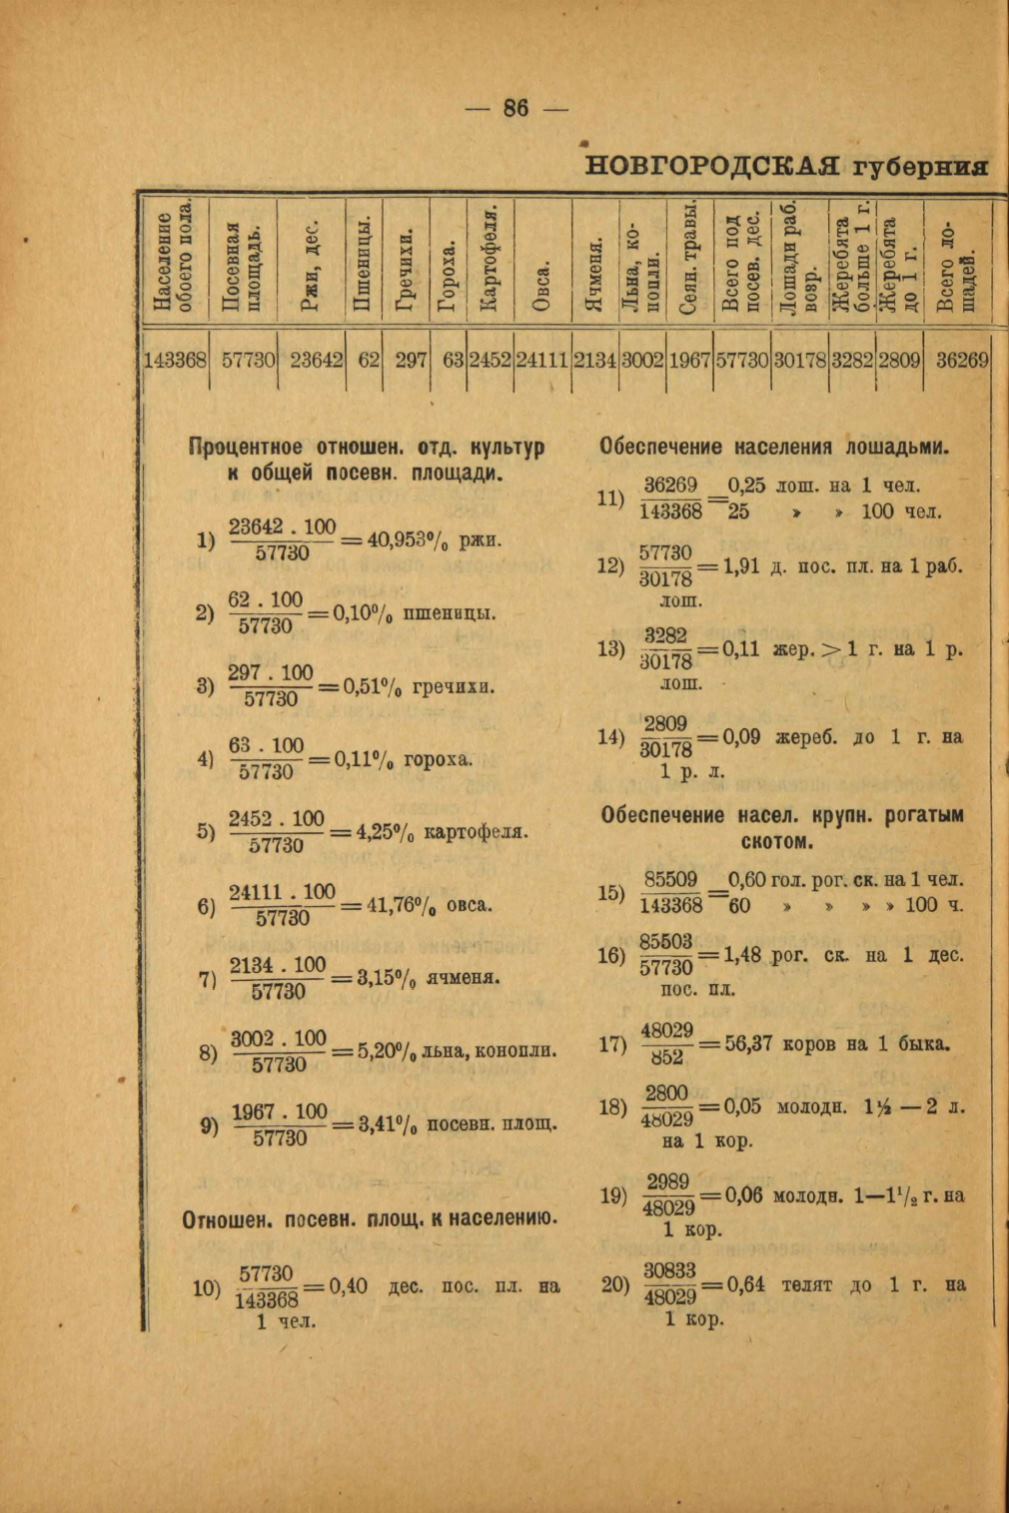 — 86 —
НОВГОРОДСКАЯ губерния
Население обоего пола. Посевная площадь. Ржи, дес. Пшеницы. Гречихи. Гороха. Картофеля. Овса. Ячменя. Льна, конопли. Сеян. травы. Всего под посев. дес. Лошади раб. возр. Жеребята больше 1 г. Жеребята до 1 г. Всего лошадей.
143368 57730 23642 62 297 63 2452 24111 2134 3002 1967 57730 30178 3282 2809 36269
Процентное отношен. отд. культур
к общей посевн. площади.
1) 23642 . 100 / 57730 = 40,953% ржи.
2) 62 . 100 / 57730 = 0,10% пшеницы.
3) 297 . 100 / 57730 = 0,51% гречихи.
4) 63 . 100 / 57730 = 0,11% гороха.
5) 2452 . 100 / 57730 = 4,25% картофеля.
6) 24111 . 100 / 57730 = 41,76% овса.
7) 2134 . 100 / 57730 = 3,15% ячменя.
8) 3002 . 100 / 57730 = 5,20% льна, конопли.
9) 1967 . 100 / 57730 = 3,41% посевн. площ.
Отношен. посевн. площ. к населению.
10) 57730 / 143368 = 0,40 дес. пос. пл. на
1 чел.
Обеспечение населения лошадьми.
11) 36269 / 143368 = 0,25 лош. на 1 чел.
25 » » 100 чел.
12) 57730 / 30178 = 1,91 д. пос. пл. на 1 раб.
лош.
13) 3282 / 30178 = 0,11 жер. > 1 г. на 1 р.
лош.
14) 2809 / 30178 = 0,09 жереб. до 1 г. на
1 р. л.
Обеспечение насел. крупн. рогатым
скотом.
15) 85509 / 143368 = 0,60 гол. рог. ск. на 1 чел.
60 » » » » 100 ч.
16) 85503 / 57730 = 1,48 рог. ск. на 1 дес.
пос. пл.
17) 48029 / 852 = 56,37 коров на 1 быка.
18) 2800 / 48029 = 0,05 молодн. 1½ — 2 л.
на 1 кор.
19) 2989 / 48029 = 0,06 молодн. 1—1½ г. на
1 кор.
20) 30833 / 48029 = 0,64 телят до 1 г. на
1 кор.